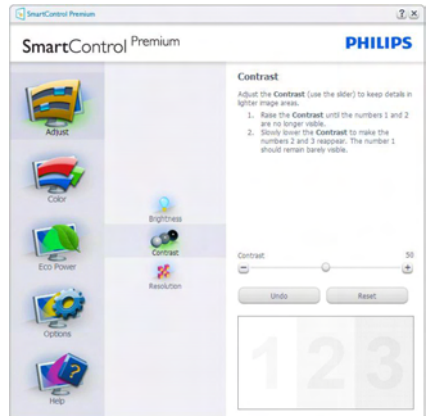 SmartControl Premium
SmartControl Premium
PHILIPS
Adjust
Color
Eco Power
Options
Help
Brightness
Contrast
Resolution
Contrast
Adjust the Contrast (use the slider) to keep details in
lighter image areas.
1. Raise the Contrast until the numbers 1 and 2
are no longer visible.
2. Slowly lower the Contrast to make the
numbers 2 and 3 reappear. The number 1
should remain barely visible.
Contrast 50
Undo Reset
1 2 3